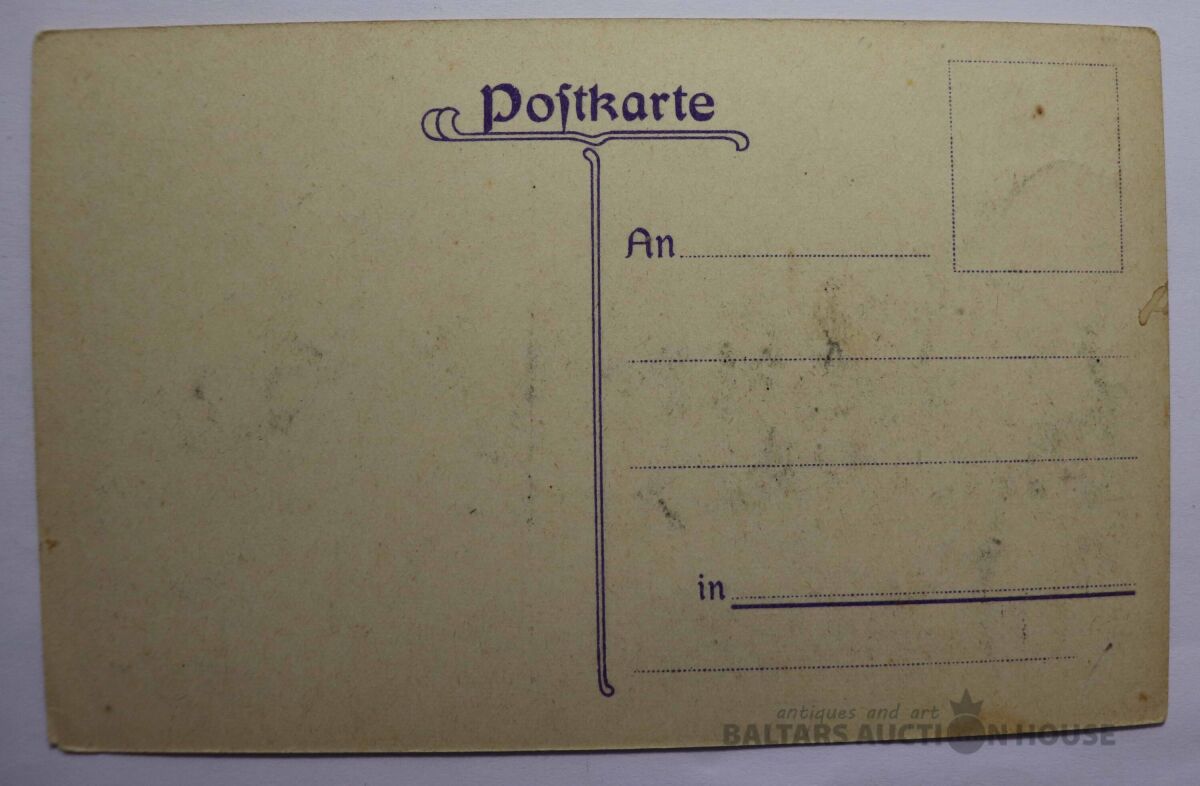 Poſtkarte
An
in
antiques and art
BALTARS AUCTION HOUSE